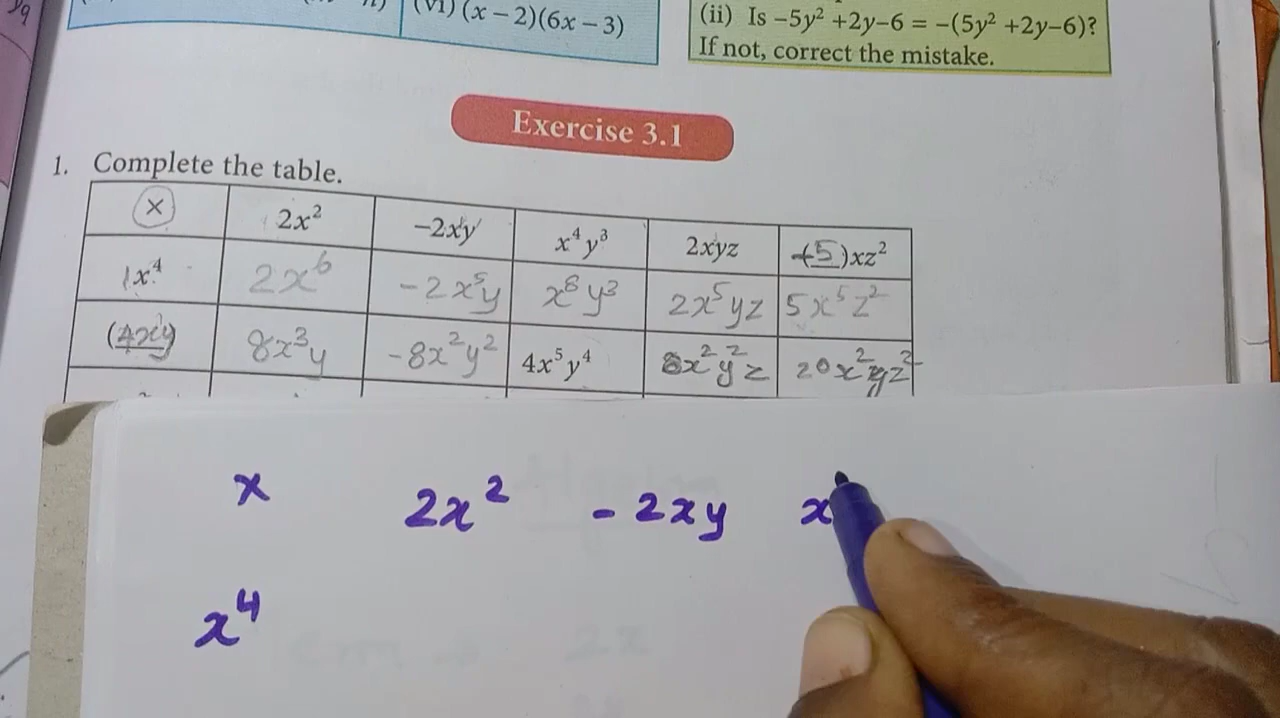 (vi) (x – 2)(6x – 3)
(ii) Is –5y² +2y–6 = –(5y² +2y–6)?
If not, correct the mistake.
Exercise 3.1
1. Complete the table.
× 2x² –2xy x⁴y³ 2xyz (–5)xz²
1x⁴ 2x⁶ -2x⁵y x⁸y³ 2x⁵yz 5x⁵z²
(4xy) 8x³y -8x²y² 4x⁵y⁴ 8x²y²z 20x²yz²
× 2x² - 2xy x
x⁴